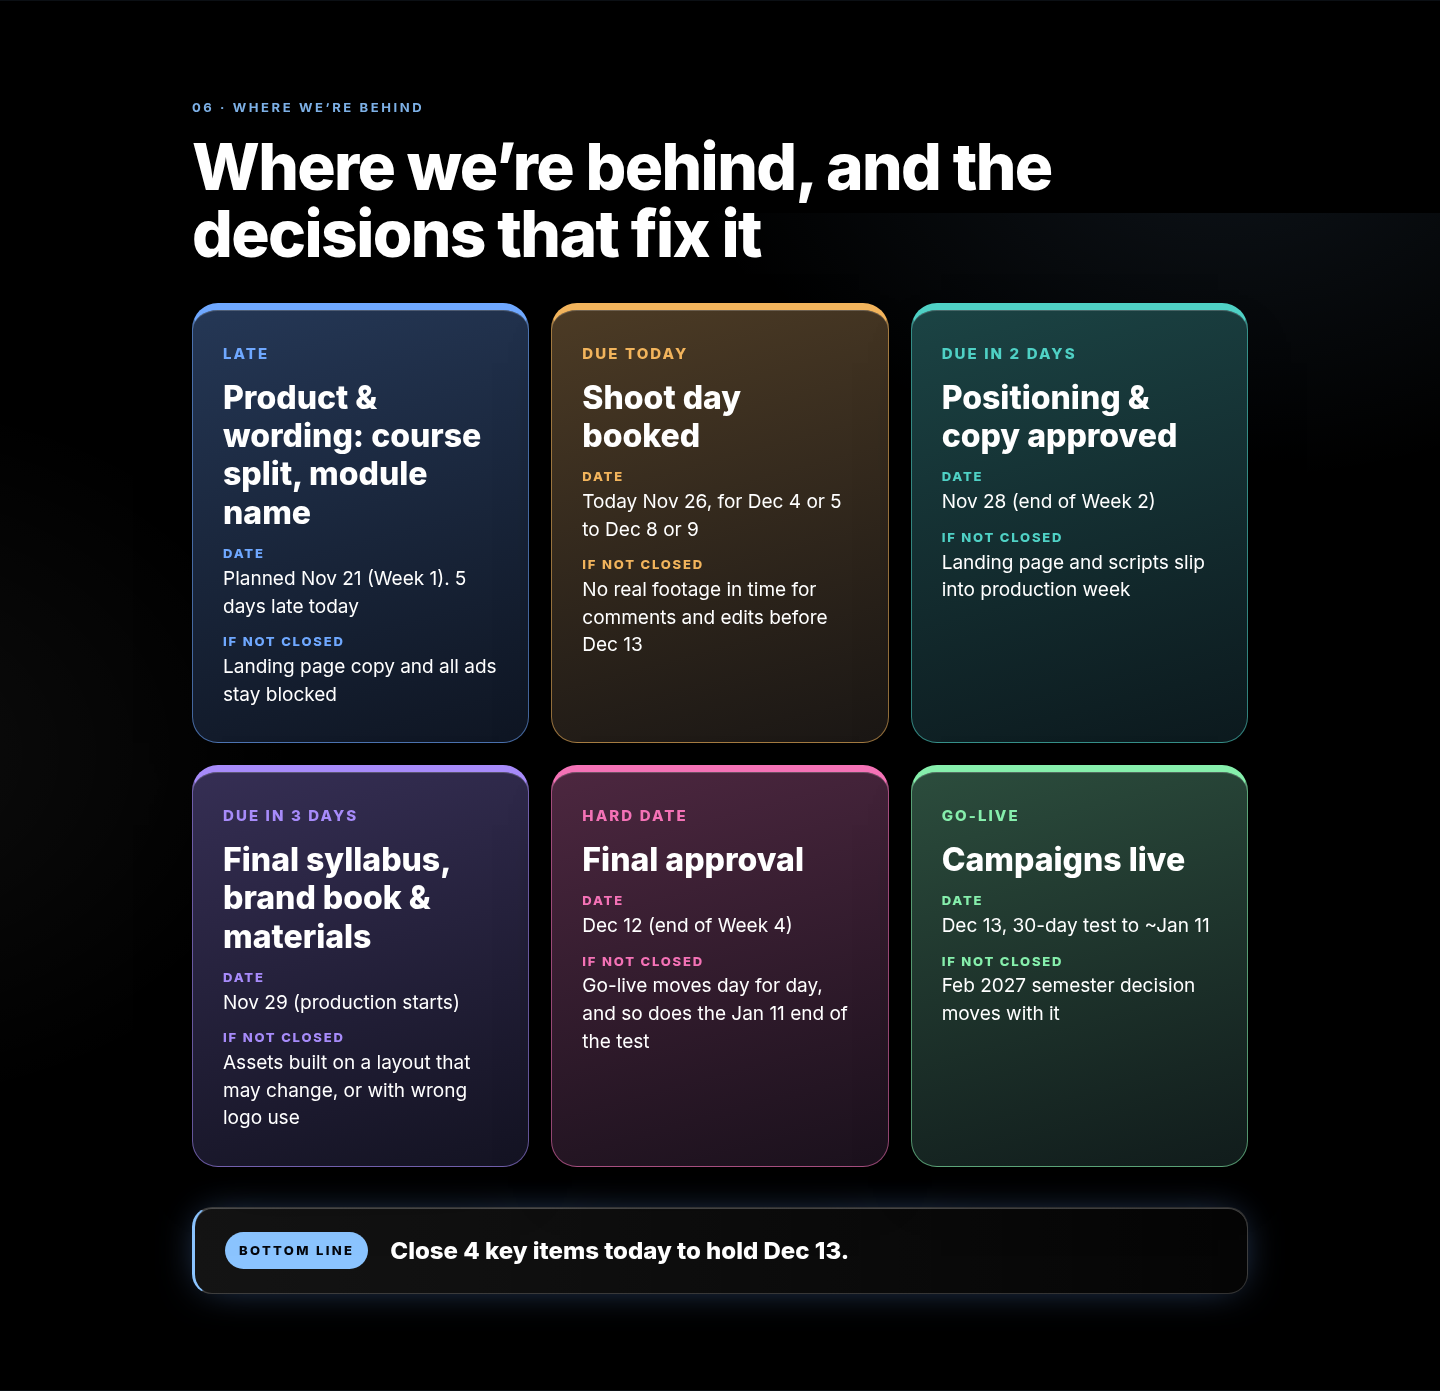 06 · WHERE WE’RE BEHIND
Where we’re behind, and the
decisions that fix it
LATE
Product &
wording: course
split, module
name
DATE
Planned Nov 21 (Week 1). 5
days late today
IF NOT CLOSED
Landing page copy and all ads
stay blocked
DUE TODAY
Shoot day
booked
DATE
Today Nov 26, for Dec 4 or 5
to Dec 8 or 9
IF NOT CLOSED
No real footage in time for
comments and edits before
Dec 13
DUE IN 2 DAYS
Positioning &
copy approved
DATE
Nov 28 (end of Week 2)
IF NOT CLOSED
Landing page and scripts slip
into production week
DUE IN 3 DAYS
Final syllabus,
brand book &
materials
DATE
Nov 29 (production starts)
IF NOT CLOSED
Assets built on a layout that
may change, or with wrong
logo use
HARD DATE
Final approval
DATE
Dec 12 (end of Week 4)
IF NOT CLOSED
Go-live moves day for day,
and so does the Jan 11 end of
the test
GO-LIVE
Campaigns live
DATE
Dec 13, 30-day test to ~Jan 11
IF NOT CLOSED
Feb 2027 semester decision
moves with it
BOTTOM LINE Close 4 key items today to hold Dec 13.